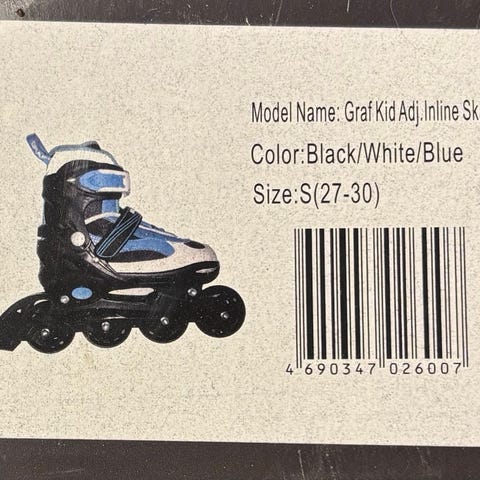 Model Name: Graf Kid Adj.Inline Sk
Color:Black/White/Blue
Size:S(27-30)
4 690347 026007